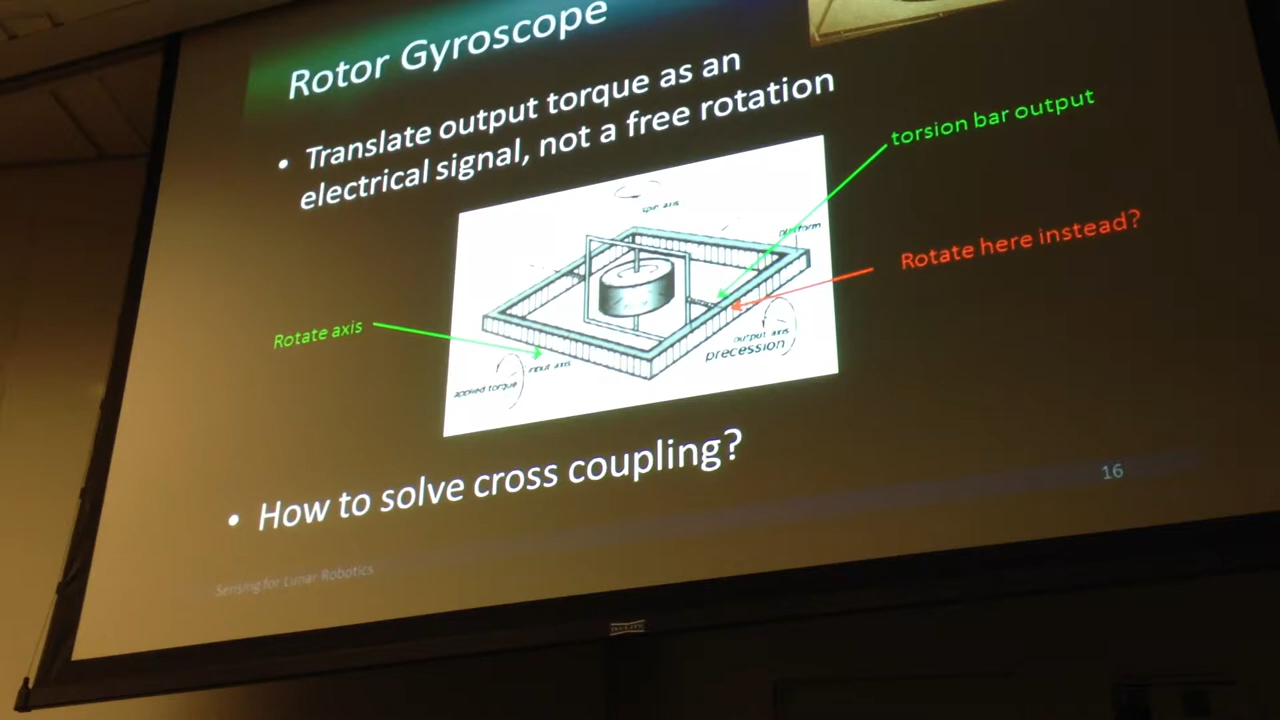 Rotor Gyroscope
• Translate output torque as an
electrical signal, not a free rotation
torsion bar output
spin axis
platform
Rotate here instead?
Rotate axis
output axis
precession
input axis
applied torque
• How to solve cross coupling?
16
Sensing for Lunar Robotics
DA-LITE